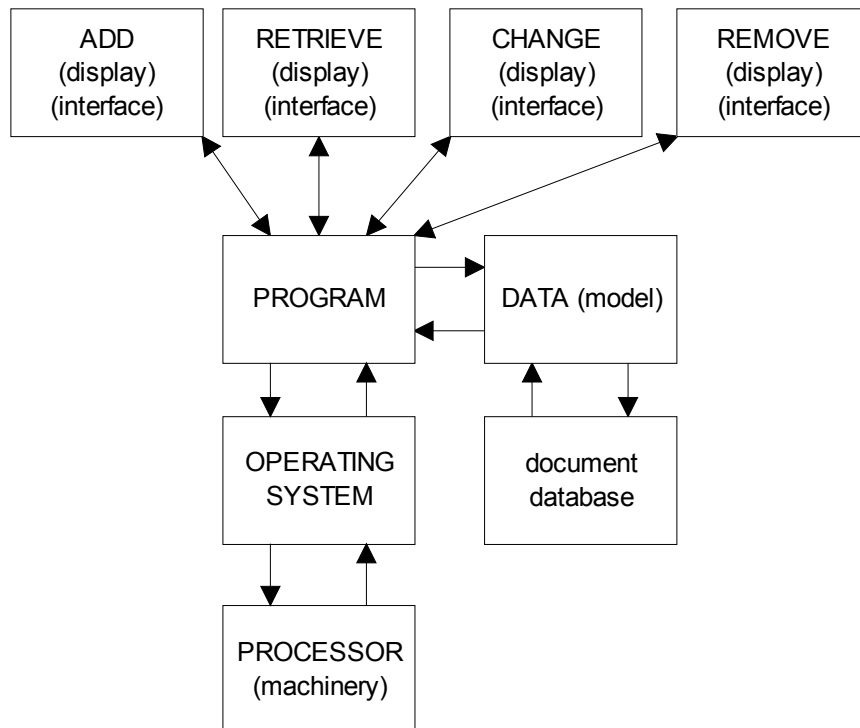 ADD
(display)
(interface)
RETRIEVE
(display)
(interface)
CHANGE
(display)
(interface)
REMOVE
(display)
(interface)
PROGRAM
DATA (model)
OPERATING
SYSTEM
document
database
PROCESSOR
(machinery)